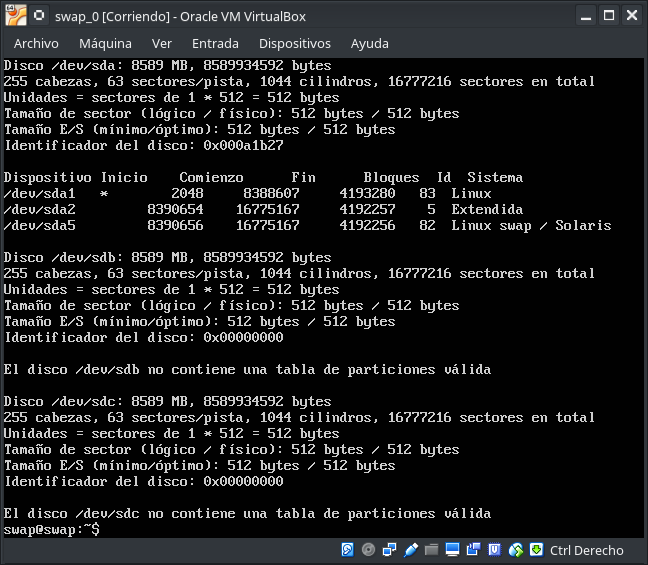 swap_0 [Corriendo] - Oracle VM VirtualBox
Archivo Máquina Ver Entrada Dispositivos Ayuda
Disco /dev/sda: 8589 MB, 8589934592 bytes
255 cabezas, 63 sectores/pista, 1044 cilindros, 16777216 sectores en total
Unidades = sectores de 1 * 512 = 512 bytes
Tamaño de sector (lógico / físico): 512 bytes / 512 bytes
Tamaño E/S (mínimo/óptimo): 512 bytes / 512 bytes
Identificador del disco: 0x000a1b27
Dispositivo Inicio Comienzo Fin Bloques Id Sistema
/dev/sda1 * 2048 8388607 4193280 83 Linux
/dev/sda2 8390654 16775167 4192257 5 Extendida
/dev/sda5 8390656 16775167 4192256 82 Linux swap / Solaris
Disco /dev/sdb: 8589 MB, 8589934592 bytes
255 cabezas, 63 sectores/pista, 1044 cilindros, 16777216 sectores en total
Unidades = sectores de 1 * 512 = 512 bytes
Tamaño de sector (lógico / físico): 512 bytes / 512 bytes
Tamaño E/S (mínimo/óptimo): 512 bytes / 512 bytes
Identificador del disco: 0x00000000
El disco /dev/sdb no contiene una tabla de particiones válida
Disco /dev/sdc: 8589 MB, 8589934592 bytes
255 cabezas, 63 sectores/pista, 1044 cilindros, 16777216 sectores en total
Unidades = sectores de 1 * 512 = 512 bytes
Tamaño de sector (lógico / físico): 512 bytes / 512 bytes
Tamaño E/S (mínimo/óptimo): 512 bytes / 512 bytes
Identificador del disco: 0x00000000
El disco /dev/sdc no contiene una tabla de particiones válida
swap@swap:~$
Ctrl Derecho